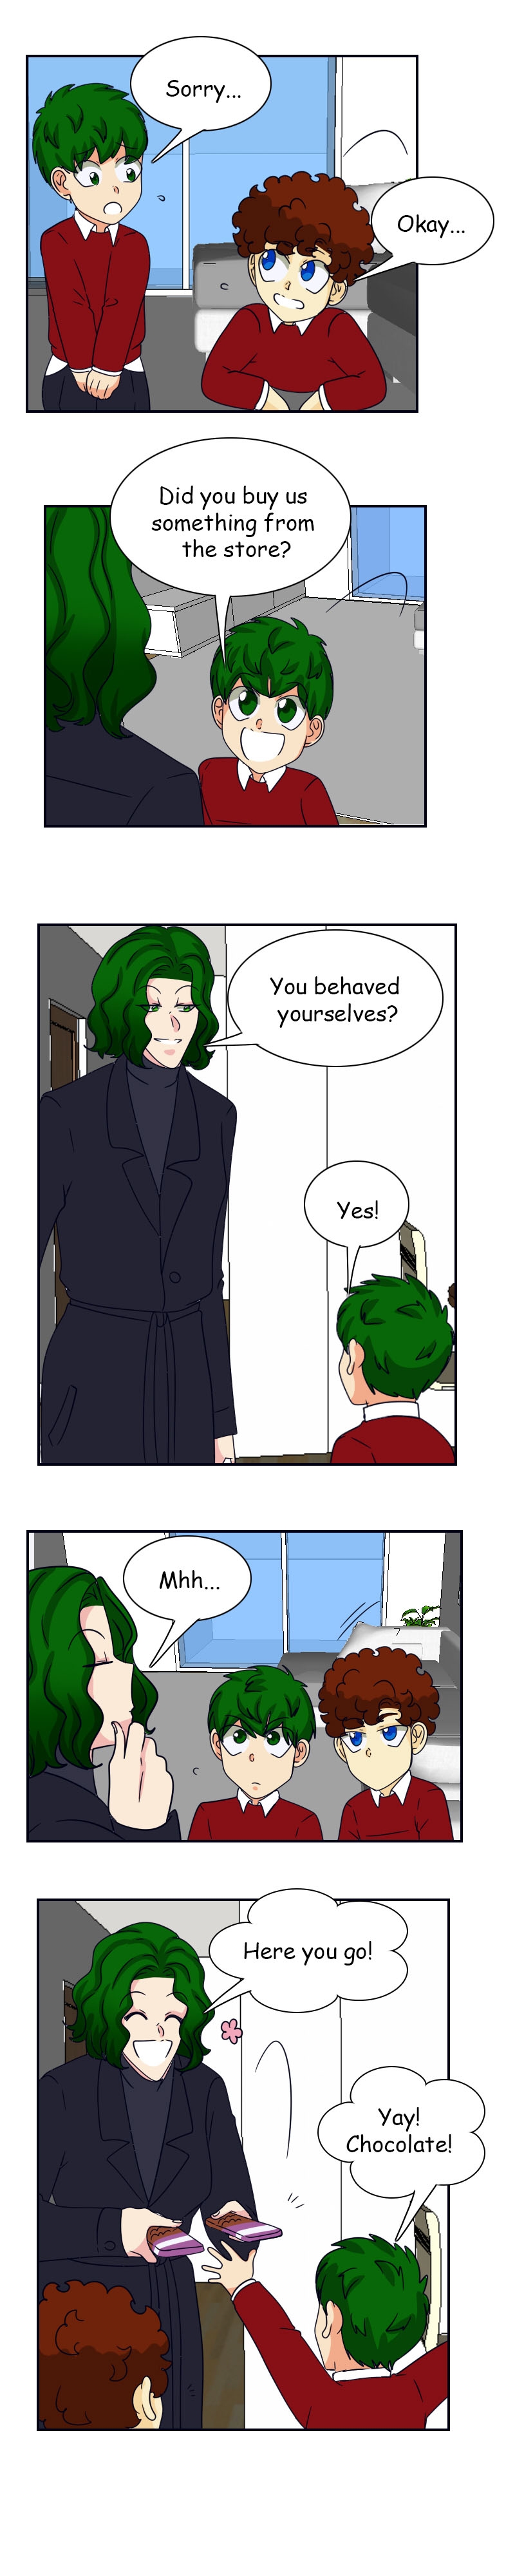 Sorry...
Okay...
Did you buy us
something from
the store?
You behaved
yourselves?
Yes!
Mhh...
Here you go!
Yay!
Chocolate!